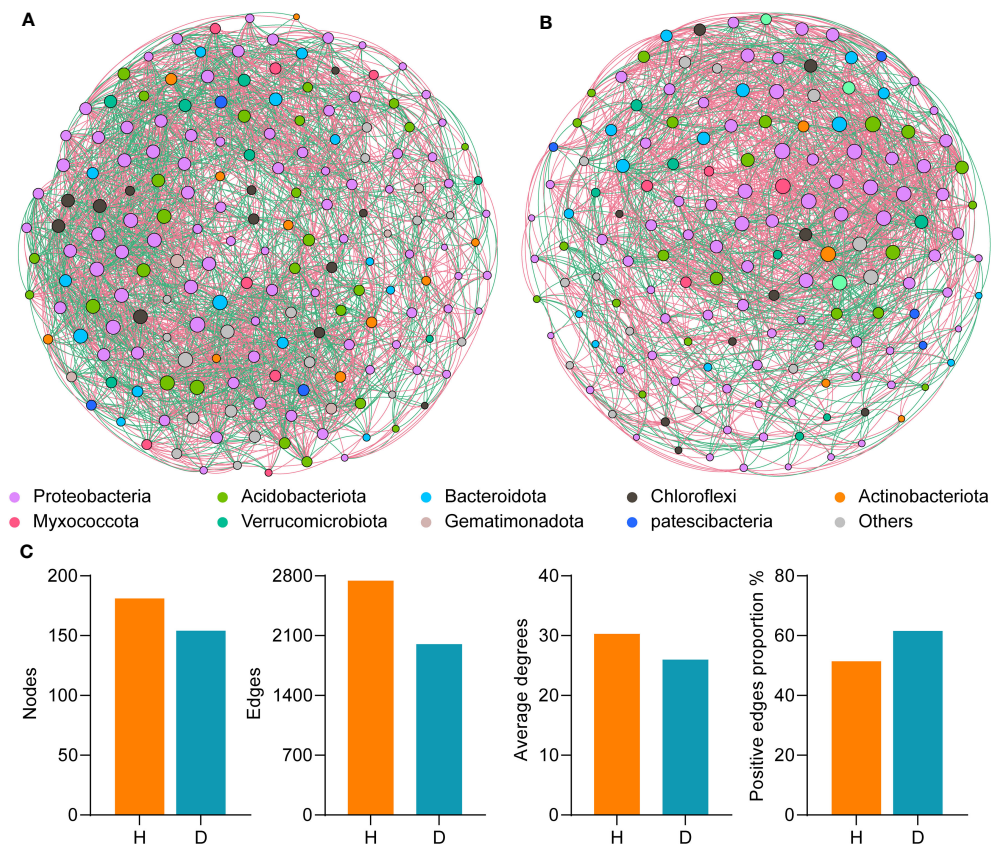 A
B
Proteobacteria Acidobacteriota Bacteroidota Chloroflexi Actinobacteriota
Myxococcota Verrucomicrobiota Gematimonadota patescibacteria Others
C
Nodes
200
150
100
50
0
H D
Edges
2800
2100
1400
700
0
H D
Average degrees
40
30
20
10
0
H D
Positive edges proportion %
80
60
40
20
0
H D